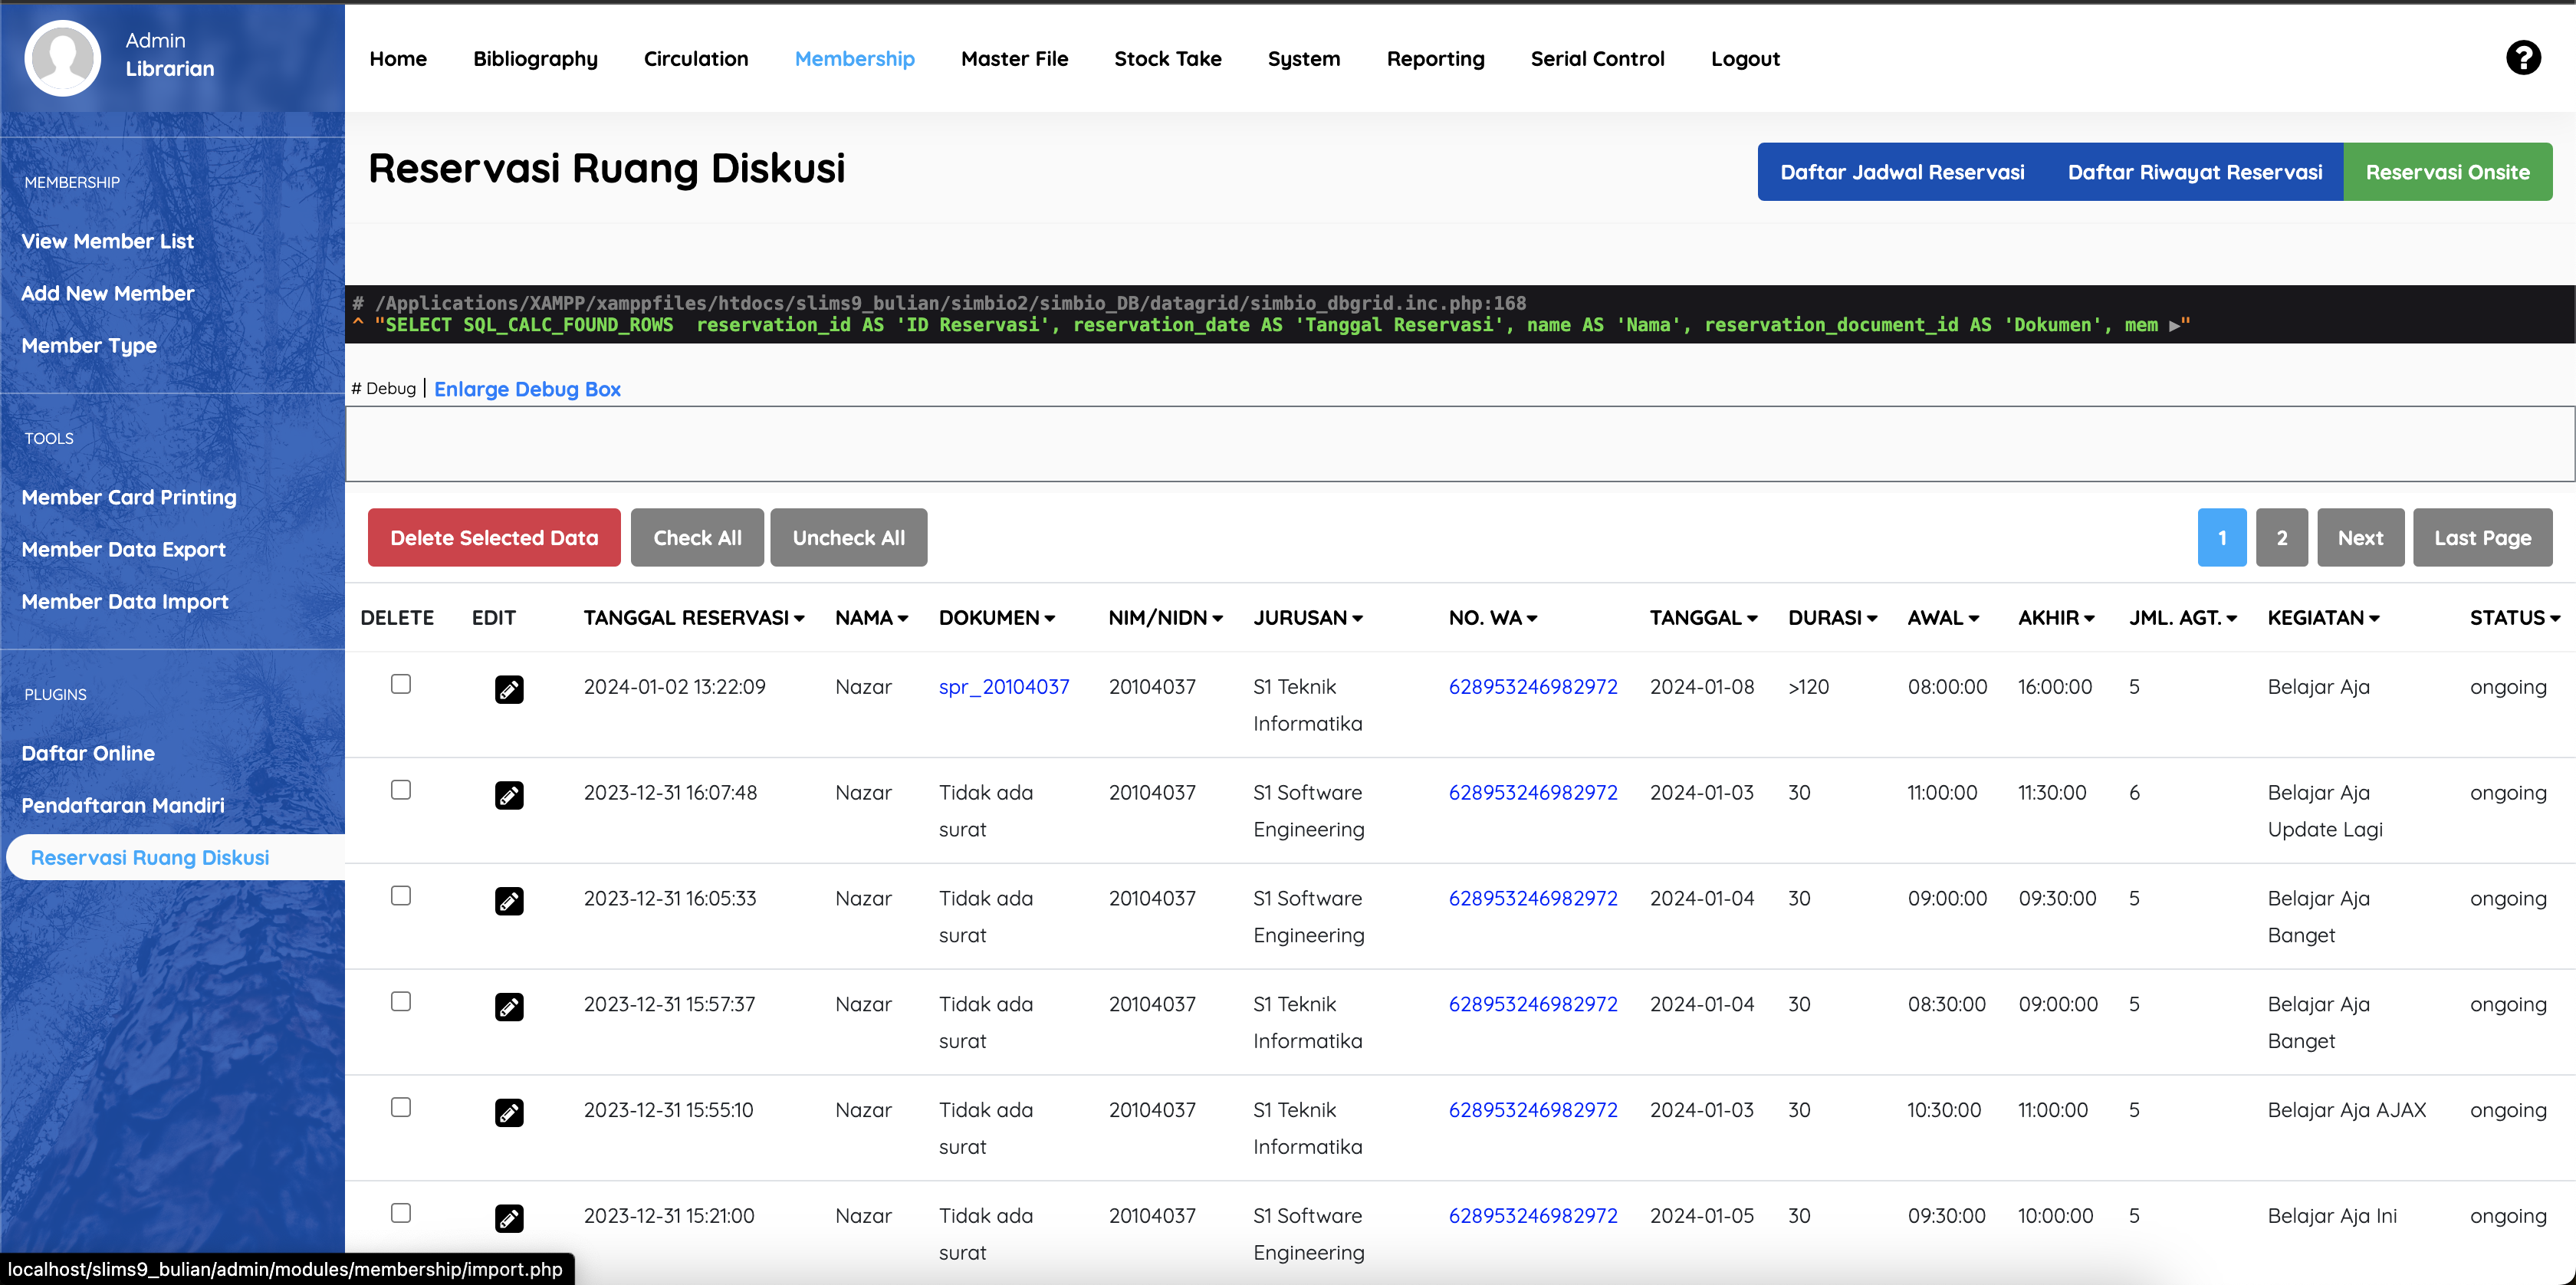 Admin
Librarian
Home Bibliography Circulation Membership Master File Stock Take System Reporting Serial Control Logout
MEMBERSHIP
View Member List
Add New Member
Member Type
TOOLS
Member Card Printing
Member Data Export
Member Data Import
PLUGINS
Daftar Online
Pendaftaran Mandiri
Reservasi Ruang Diskusi
Reservasi Ruang Diskusi
Daftar Jadwal Reservasi Daftar Riwayat Reservasi Reservasi Onsite
# /Applications/XAMPP/xamppfiles/htdocs/slims9_bulian/simbio2/simbio_DB/datagrid/simbio_dbgrid.inc.php:168
^ "SELECT SQL_CALC_FOUND_ROWS  reservation_id AS 'ID Reservasi', reservation_date AS 'Tanggal Reservasi', name AS 'Nama', reservation_document_id AS 'Dokumen', mem ▶"
# Debug | Enlarge Debug Box
Delete Selected Data Check All Uncheck All 1 2 Next Last Page
DELETE EDIT TANGGAL RESERVASI NAMA DOKUMEN NIM/NIDN JURUSAN NO. WA TANGGAL DURASI AWAL AKHIR JML. AGT. KEGIATAN STATUS
2024-01-02 13:22:09 Nazar spr_20104037 20104037 S1 Teknik 628953246982972 2024-01-08 >120 08:00:00 16:00:00 5 Belajar Aja ongoing
Informatika
2023-12-31 16:07:48 Nazar Tidak ada 20104037 S1 Software 628953246982972 2024-01-03 30 11:00:00 11:30:00 6 Belajar Aja ongoing
surat Engineering Update Lagi
2023-12-31 16:05:33 Nazar Tidak ada 20104037 S1 Software 628953246982972 2024-01-04 30 09:00:00 09:30:00 5 Belajar Aja ongoing
surat Engineering Banget
2023-12-31 15:57:37 Nazar Tidak ada 20104037 S1 Teknik 628953246982972 2024-01-04 30 08:30:00 09:00:00 5 Belajar Aja ongoing
surat Informatika Banget
2023-12-31 15:55:10 Nazar Tidak ada 20104037 S1 Teknik 628953246982972 2024-01-03 30 10:30:00 11:00:00 5 Belajar Aja AJAX ongoing
surat Informatika
2023-12-31 15:21:00 Nazar Tidak ada 20104037 S1 Software 628953246982972 2024-01-05 30 09:30:00 10:00:00 5 Belajar Aja Ini ongoing
surat Engineering
localhost/slims9_bulian/admin/modules/membership/import.php